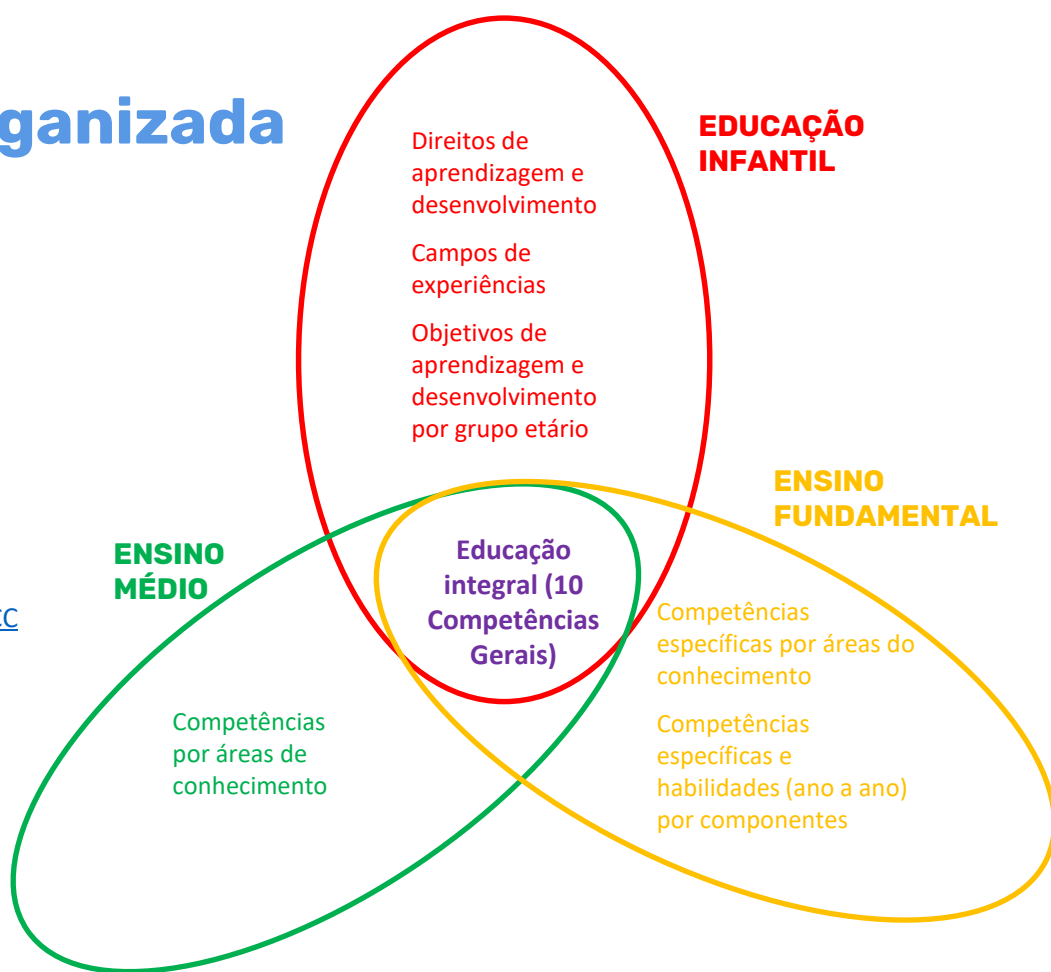 ganizada
EDUCAÇÃO
INFANTIL
Direitos de
aprendizagem e
desenvolvimento
Campos de
experiências
Objetivos de
aprendizagem e
desenvolvimento
por grupo etário
ENSINO
FUNDAMENTAL
ENSINO
MÉDIO
Educação
integral (10
Competências
Gerais)
CC
Competências
específicas por áreas do
conhecimento
Competências
específicas e
habilidades (ano a ano)
por componentes
Competências
por áreas de
conhecimento